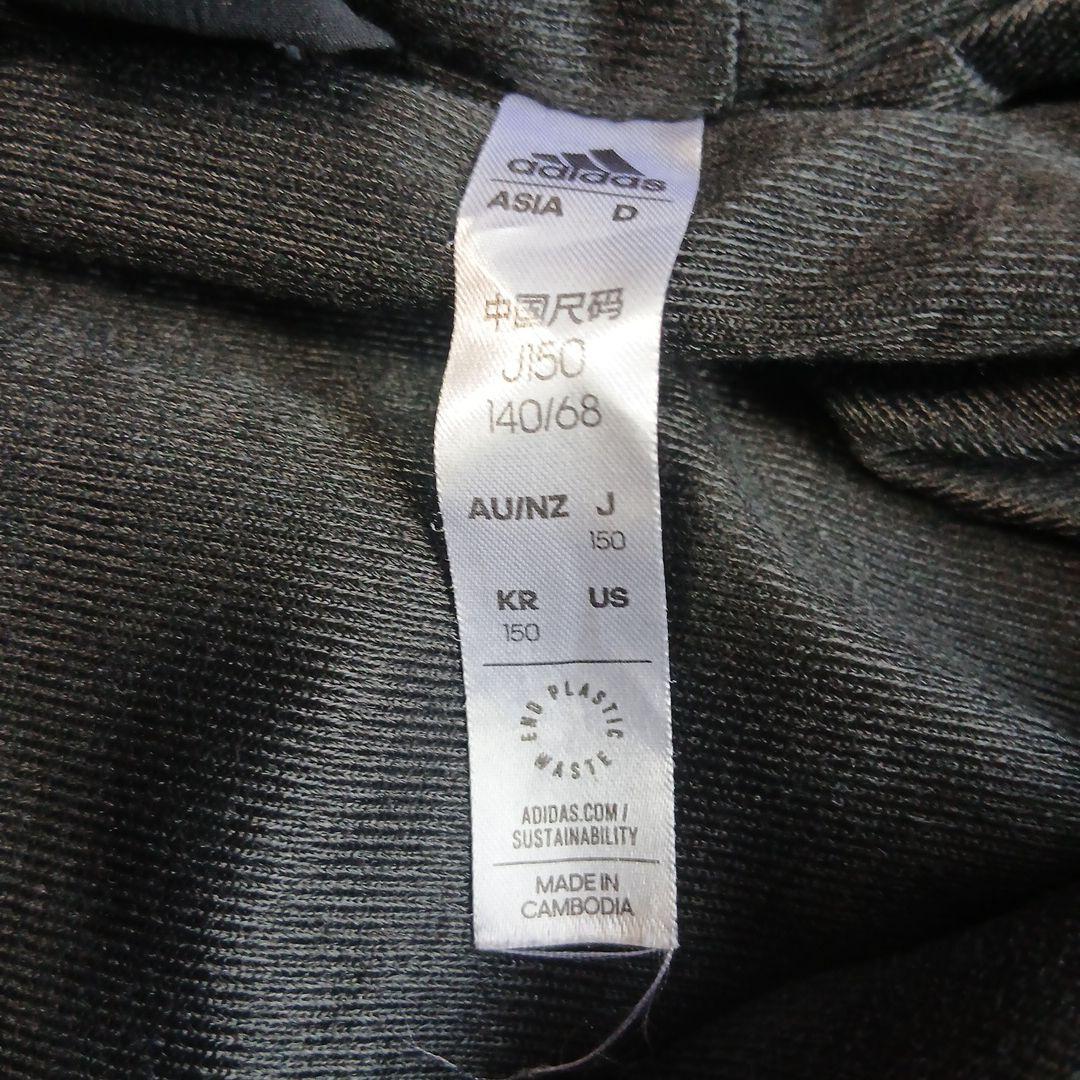 adidas
ASIA D
中国尺码
J150
140/68
AU/NZ J
150
KR US
150
END PLASTIC WASTE
ADIDAS.COM/
SUSTAINABILITY
MADE IN
CAMBODIA